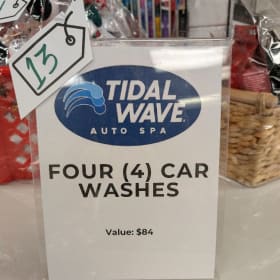 13
TIDAL
WAVE
AUTO SPA
FOUR (4) CAR
WASHES
Value: $84